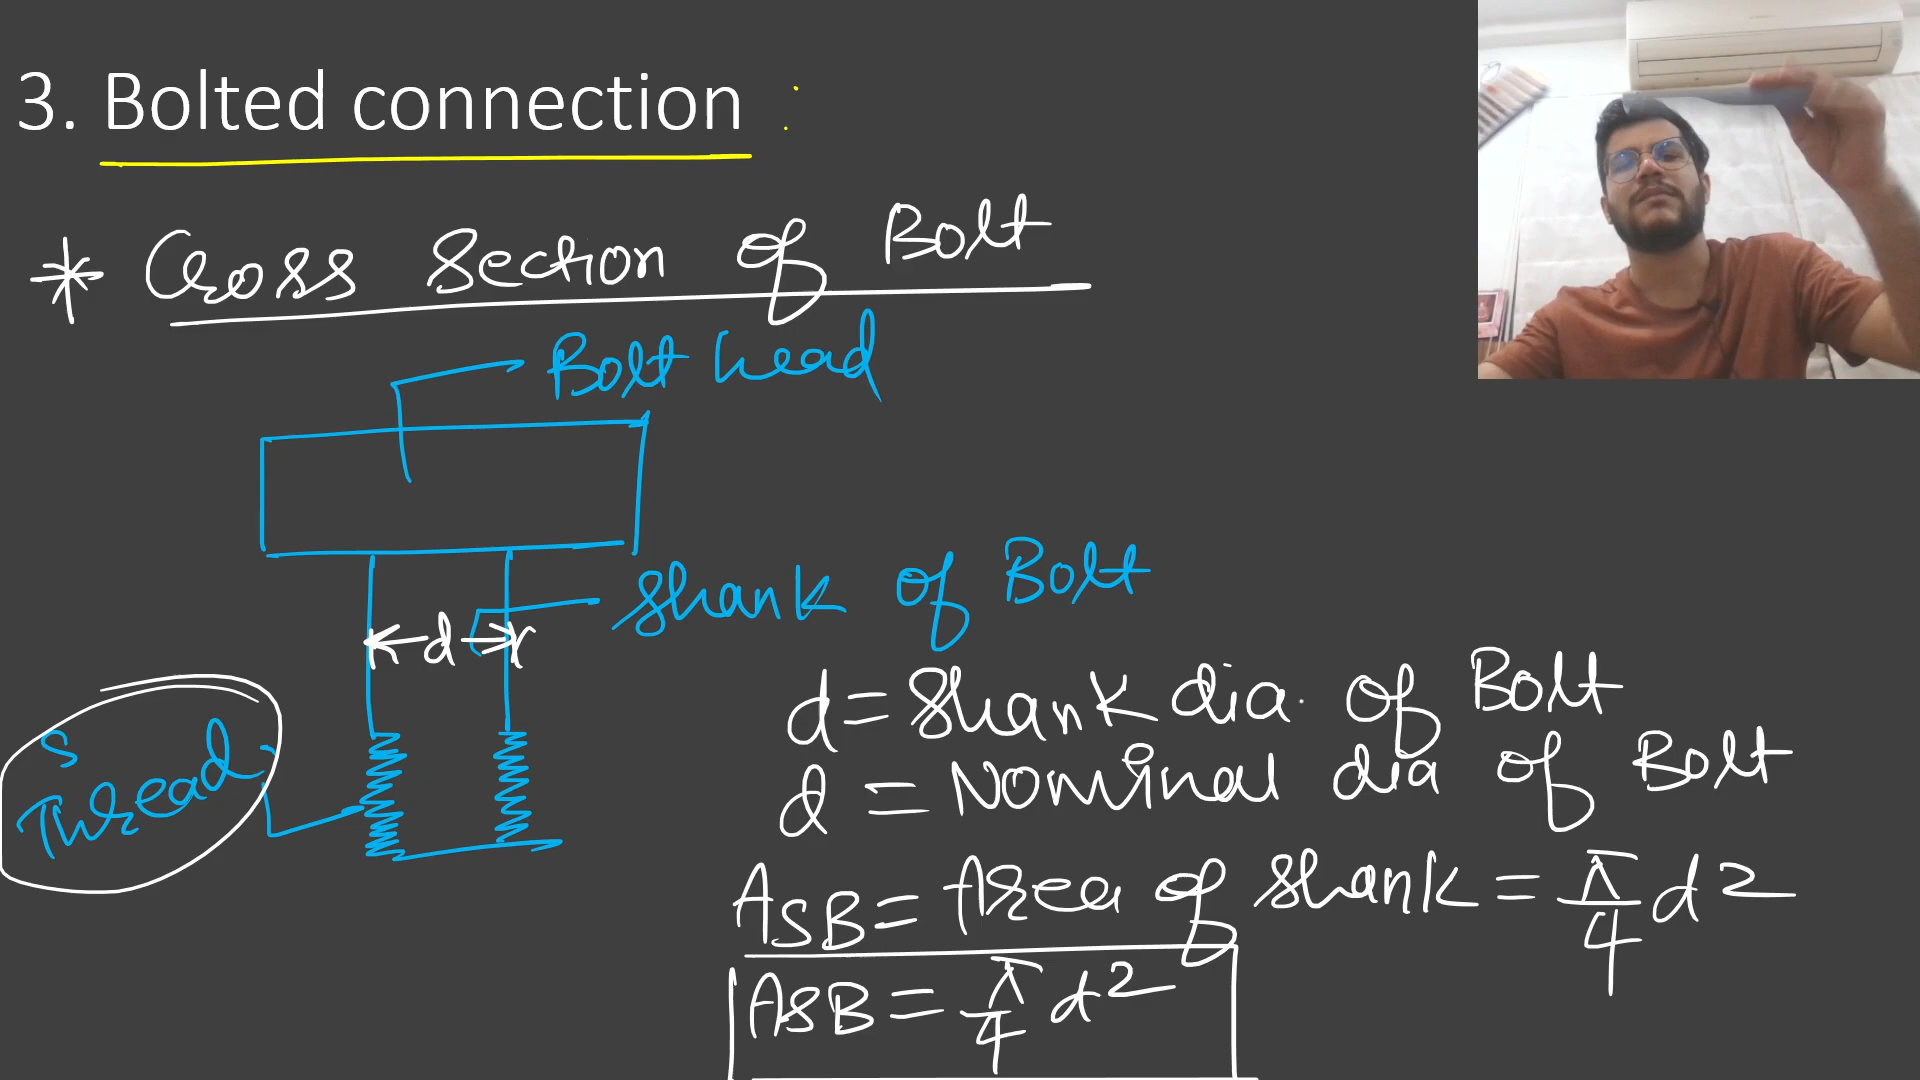 3. Bolted connection :
* Cross Section of Bolt
Bolt head
Shank of Bolt
d
Threads
d = Shank dia. of Bolt
d = Nominal dia of Bolt
ASB = Area of shank = π/4 d2
ASB = π/4 d2